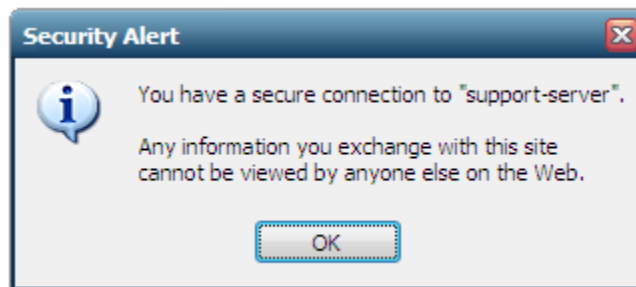 Security Alert
You have a secure connection to "support-server".
Any information you exchange with this site
cannot be viewed by anyone else on the Web.
OK